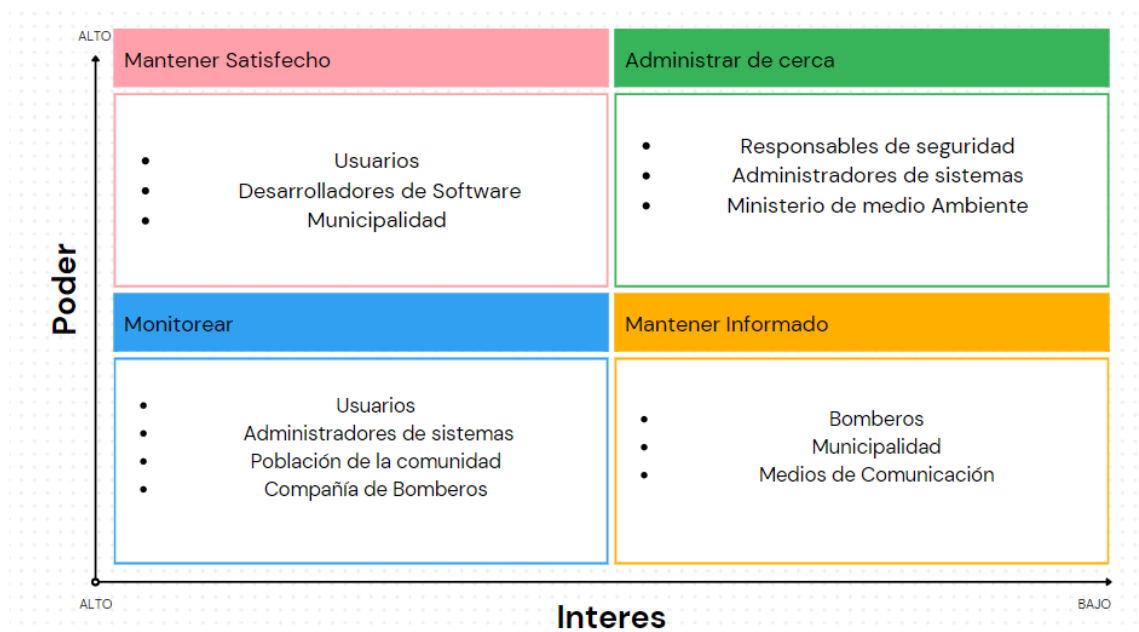 ALTO
Mantener Satisfecho
Administrar de cerca
• Usuarios
• Desarrolladores de Software
• Municipalidad
• Responsables de seguridad
• Administradores de sistemas
• Ministerio de medio Ambiente
Poder
Monitorear
Mantener Informado
• Usuarios
• Administradores de sistemas
• Población de la comunidad
• Compañía de Bomberos
• Bomberos
• Municipalidad
• Medios de Comunicación
ALTO
Interes
BAJO